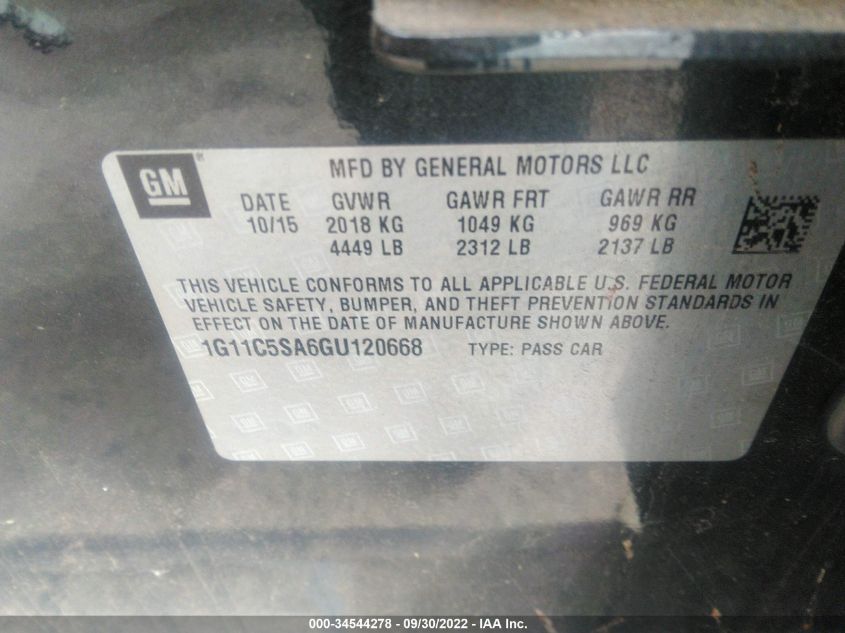 GM
MFD BY GENERAL MOTORS LLC
DATE GVWR GAWR FRT GAWR RR
10/15 2018 KG 1049 KG 969 KG
4449 LB 2312 LB 2137 LB
THIS VEHICLE CONFORMS TO ALL APPLICABLE U.S. FEDERAL MOTOR
VEHICLE SAFETY, BUMPER, AND THEFT PREVENTION STANDARDS IN
EFFECT ON THE DATE OF MANUFACTURE SHOWN ABOVE.
1G11C5SA6GU120668 TYPE: PASS CAR
000-34544278 - 09/30/2022 - IAA Inc.